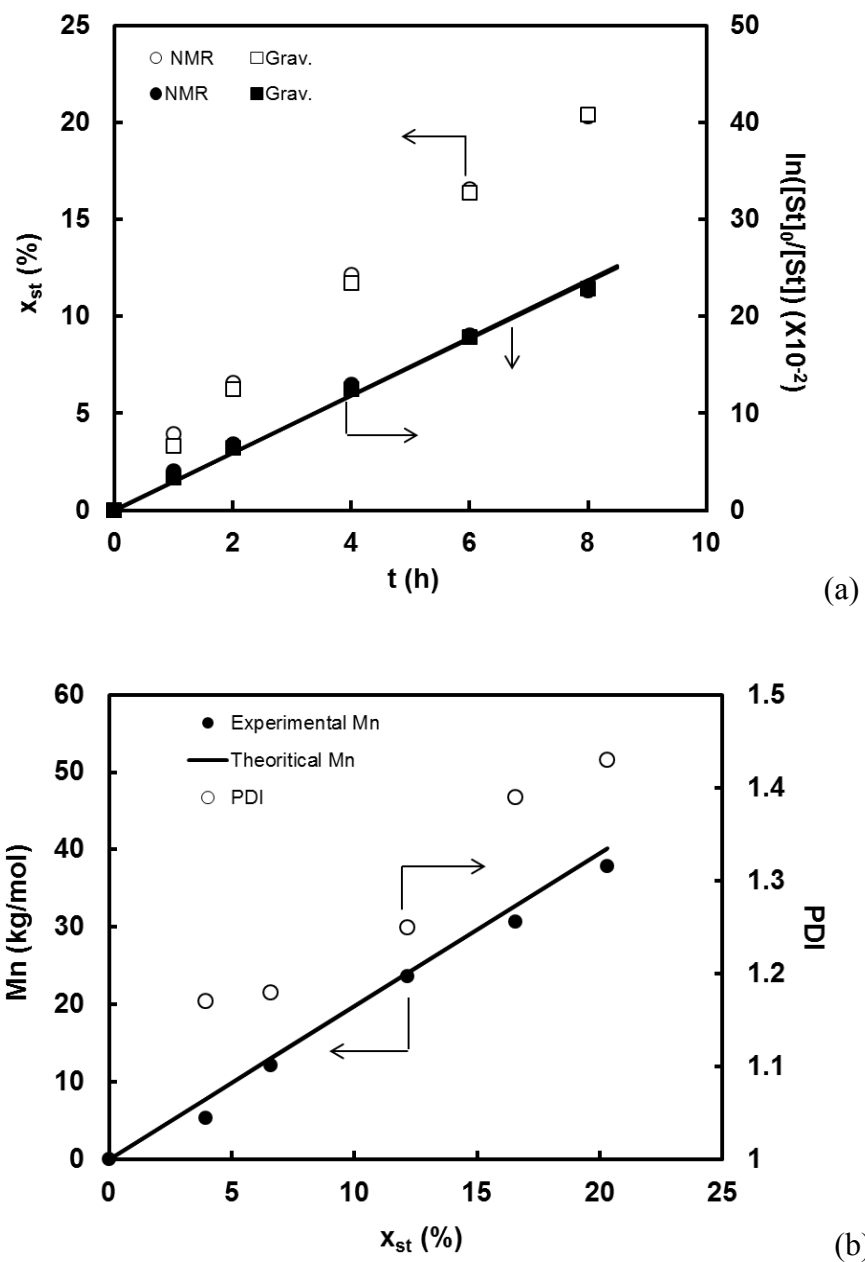 25
50
NMR Grav.
NMR Grav.
20
40
15
30
10
20
5
10
0
0
xst (%)
ln([St]0/[St]) (X10-2)
0 2 4 6 8 10
t (h)
(a)
60
1.5
Experimental Mn
Theoritical Mn
PDI
50
1.4
40
1.3
30
20
1.2
10
1.1
0
1
Mn (kg/mol)
PDI
0 5 10 15 20 25
xst (%)
(b)